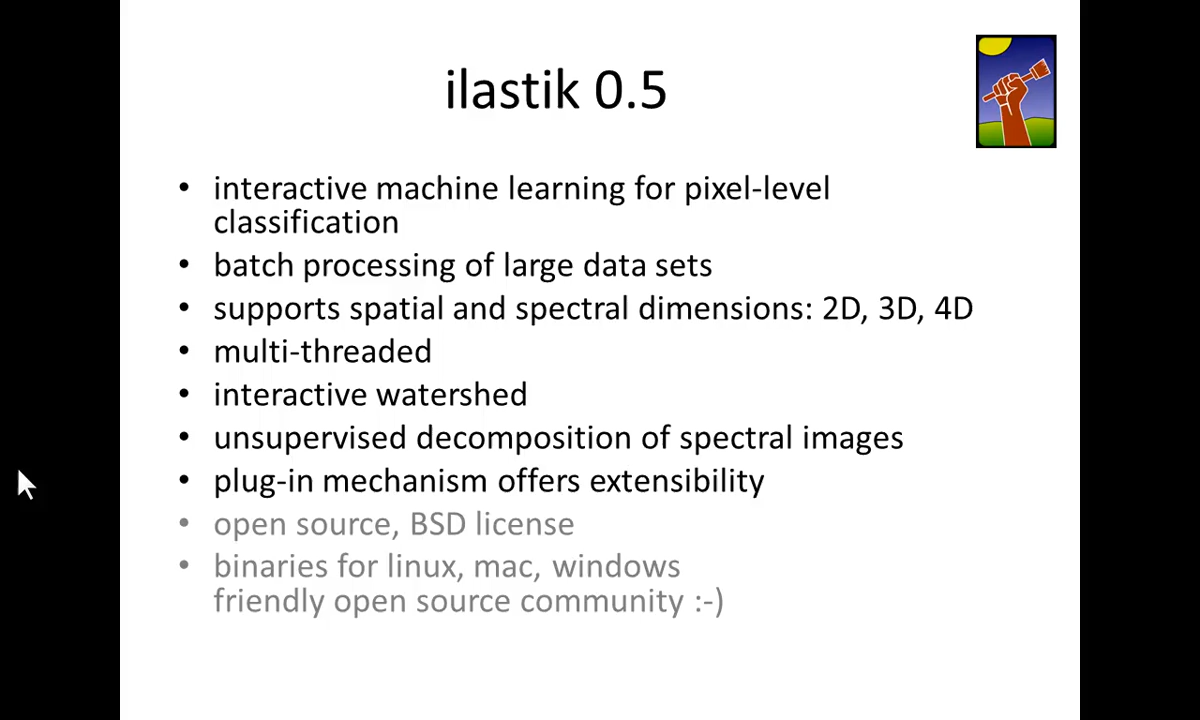 ilastik 0.5
• interactive machine learning for pixel-level
classification
• batch processing of large data sets
• supports spatial and spectral dimensions: 2D, 3D, 4D
• multi-threaded
• interactive watershed
• unsupervised decomposition of spectral images
• plug-in mechanism offers extensibility
• open source, BSD license
• binaries for linux, mac, windows
friendly open source community :-)